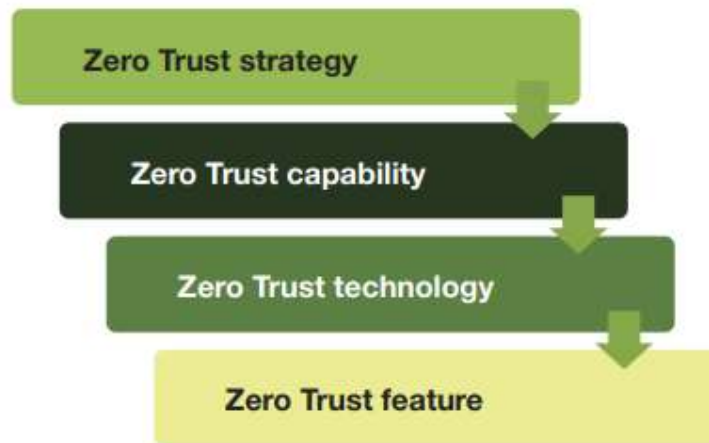 Zero Trust strategy
Zero Trust capability
Zero Trust technology
Zero Trust feature